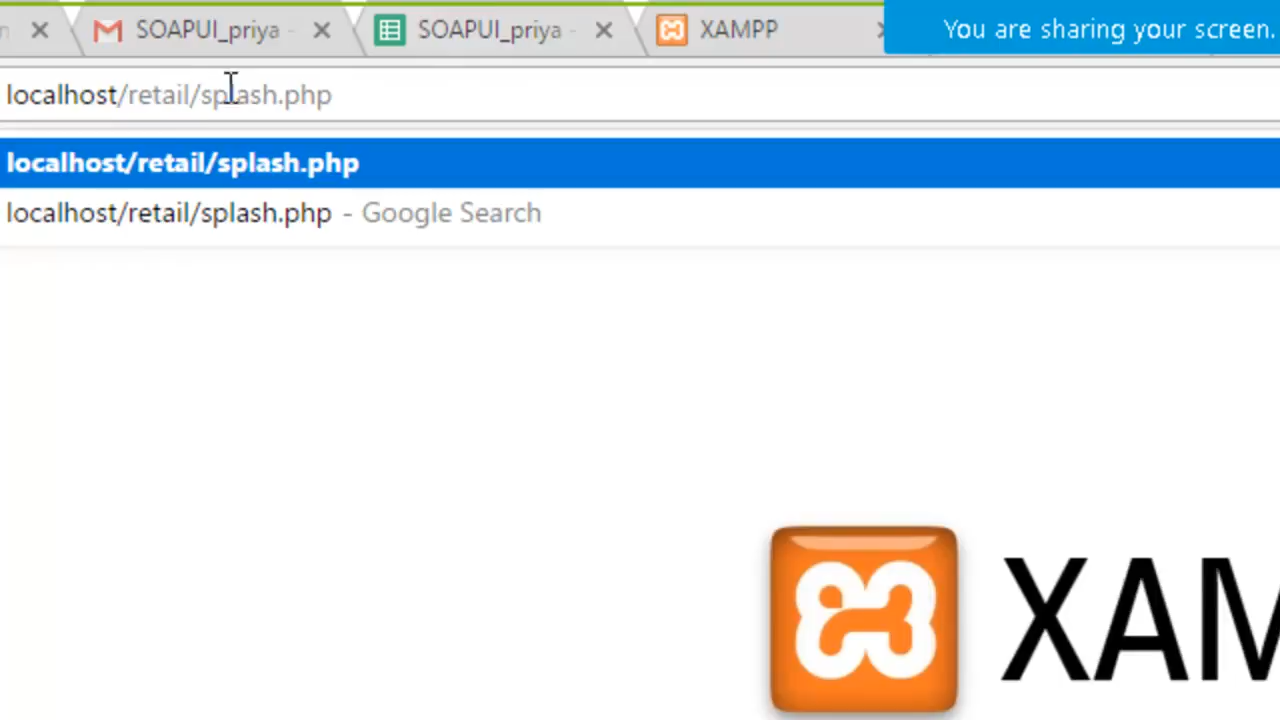 SOAPUI_priya - SOAPUI_priya - XAMPP You are sharing your screen.
localhost/retail/splash.php
localhost/retail/splash.php
localhost/retail/splash.php - Google Search
XAM